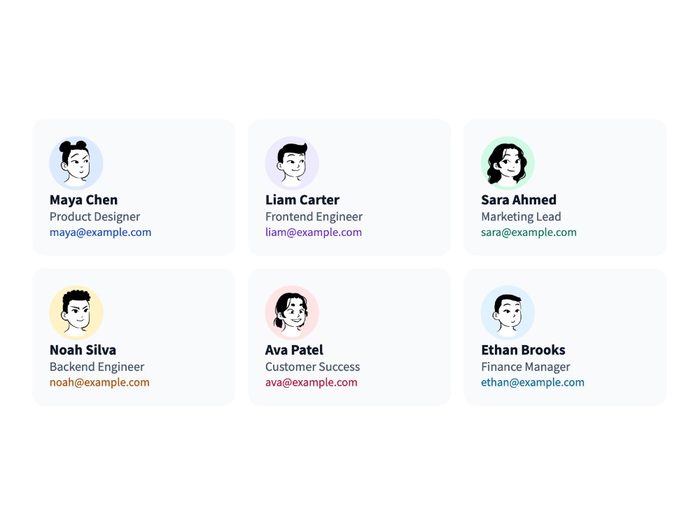 Maya Chen
Product Designer
maya@example.com
Liam Carter
Frontend Engineer
liam@example.com
Sara Ahmed
Marketing Lead
sara@example.com
Noah Silva
Backend Engineer
noah@example.com
Ava Patel
Customer Success
ava@example.com
Ethan Brooks
Finance Manager
ethan@example.com